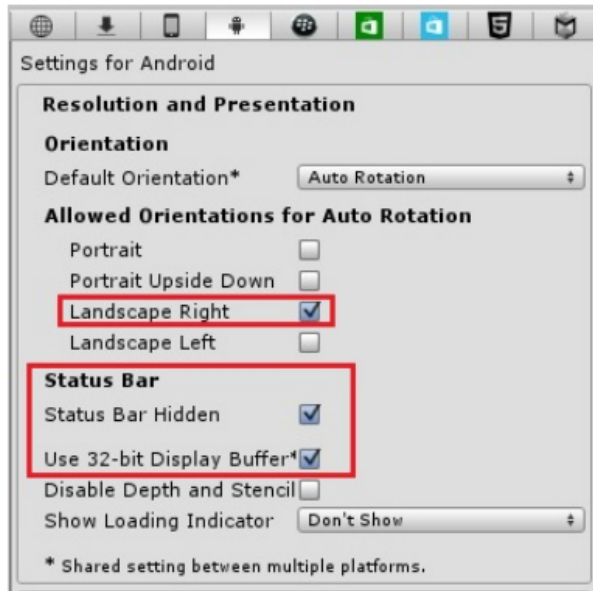 Settings for Android
Resolution and Presentation
Orientation
Default Orientation* Auto Rotation
Allowed Orientations for Auto Rotation
Portrait
Portrait Upside Down
Landscape Right
Landscape Left
Status Bar
Status Bar Hidden
Use 32-bit Display Buffer*
Disable Depth and Stencil
Show Loading Indicator Don't Show
* Shared setting between multiple platforms.